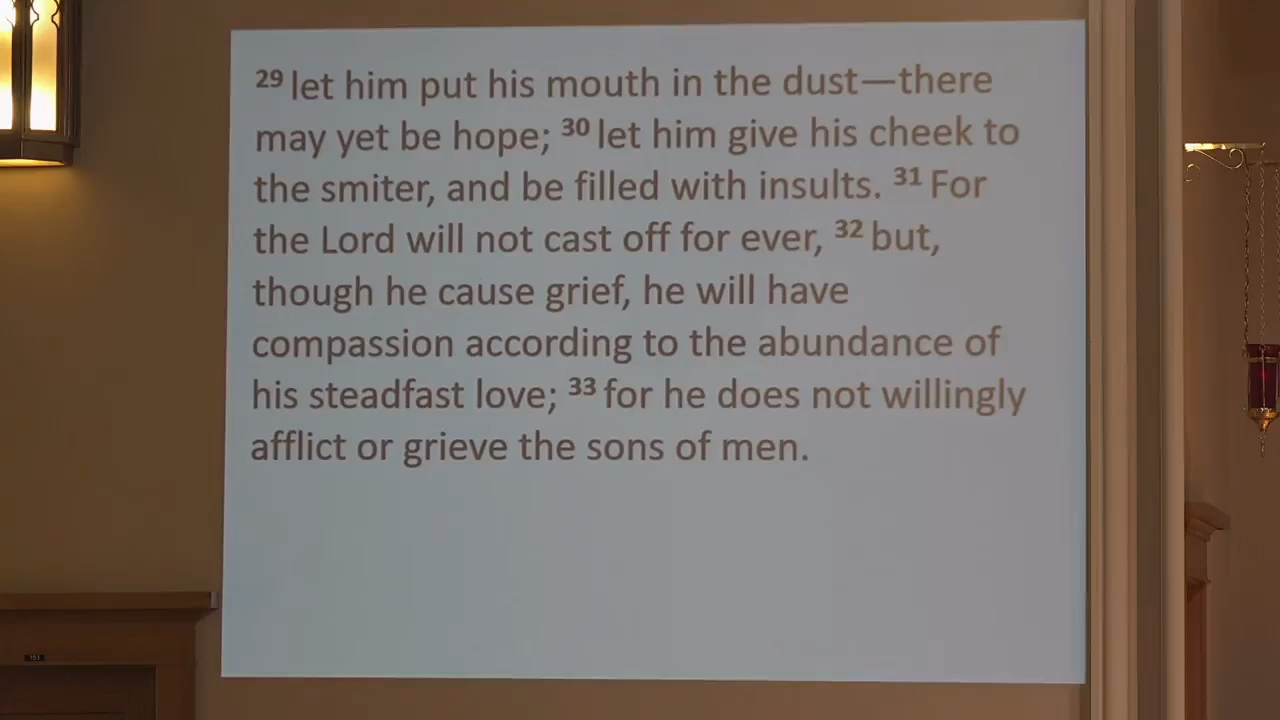 29 let him put his mouth in the dust—there
may yet be hope; 30 let him give his cheek to
the smiter, and be filled with insults. 31 For
the Lord will not cast off for ever, 32 but,
though he cause grief, he will have
compassion according to the abundance of
his steadfast love; 33 for he does not willingly
afflict or grieve the sons of men.
151